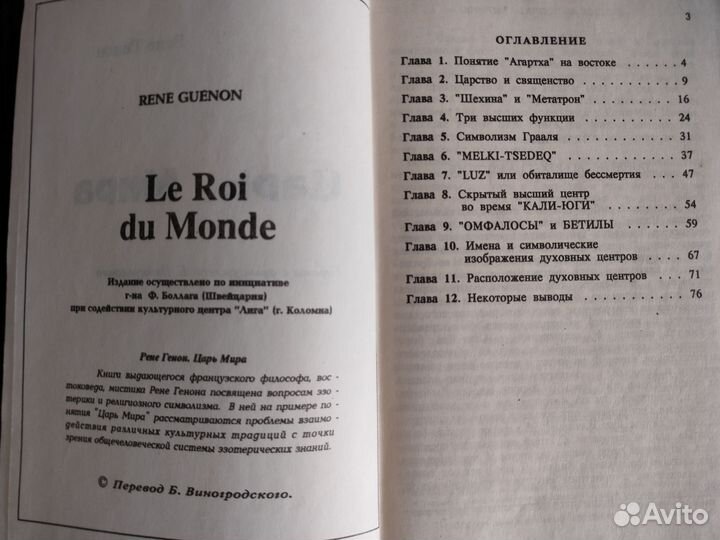 RENE GUENON
Le Roi
du Monde
Издание осуществлено по инициативе
г-на Ф. Боллага (Швейцария)
при содействии культурного центра "Лига" (г. Коломна)
Рене Генон. Царь Мира
Книга выдающегося французского философа, вос-
токоведа, мистика Рене Генона посвящена вопросам эзо-
терики и религиозного символизма. В ней на примере по-
нятия "Царь Мира" рассматриваются проблемы взаимо-
действия различных культурных традиций с точки
зрения общечеловеческой системы эзотерических знаний.
© Перевод Б. Виногродского.
3
ОГЛАВЛЕНИЕ
Глава 1. Понятие "Агартха" на востоке . . . . . . 4
Глава 2. Царство и священство . . . . . . . . . . 9
Глава 3. "Шехина" и "Метатрон" . . . . . . . . . 16
Глава 4. Три высших функции . . . . . . . . . . 24
Глава 5. Символизм Грааля . . . . . . . . . . . 31
Глава 6. "MELKI-TSEDEQ" . . . . . . . . . . . . 37
Глава 7. "LUZ" или обиталище бессмертия . . . . 47
Глава 8. Скрытый высший центр
во время "КАЛИ-ЮГИ" . . . . . . . . . 54
Глава 9. "ОМФАЛОСЫ" и БЕТИЛЫ . . . . . . . . 59
Глава 10. Имена и символические
изображения духовных центров . . . . . 67
Глава 11. Расположение духовных центров . . . . 71
Глава 12. Некоторые выводы . . . . . . . . . . . 76
Avito